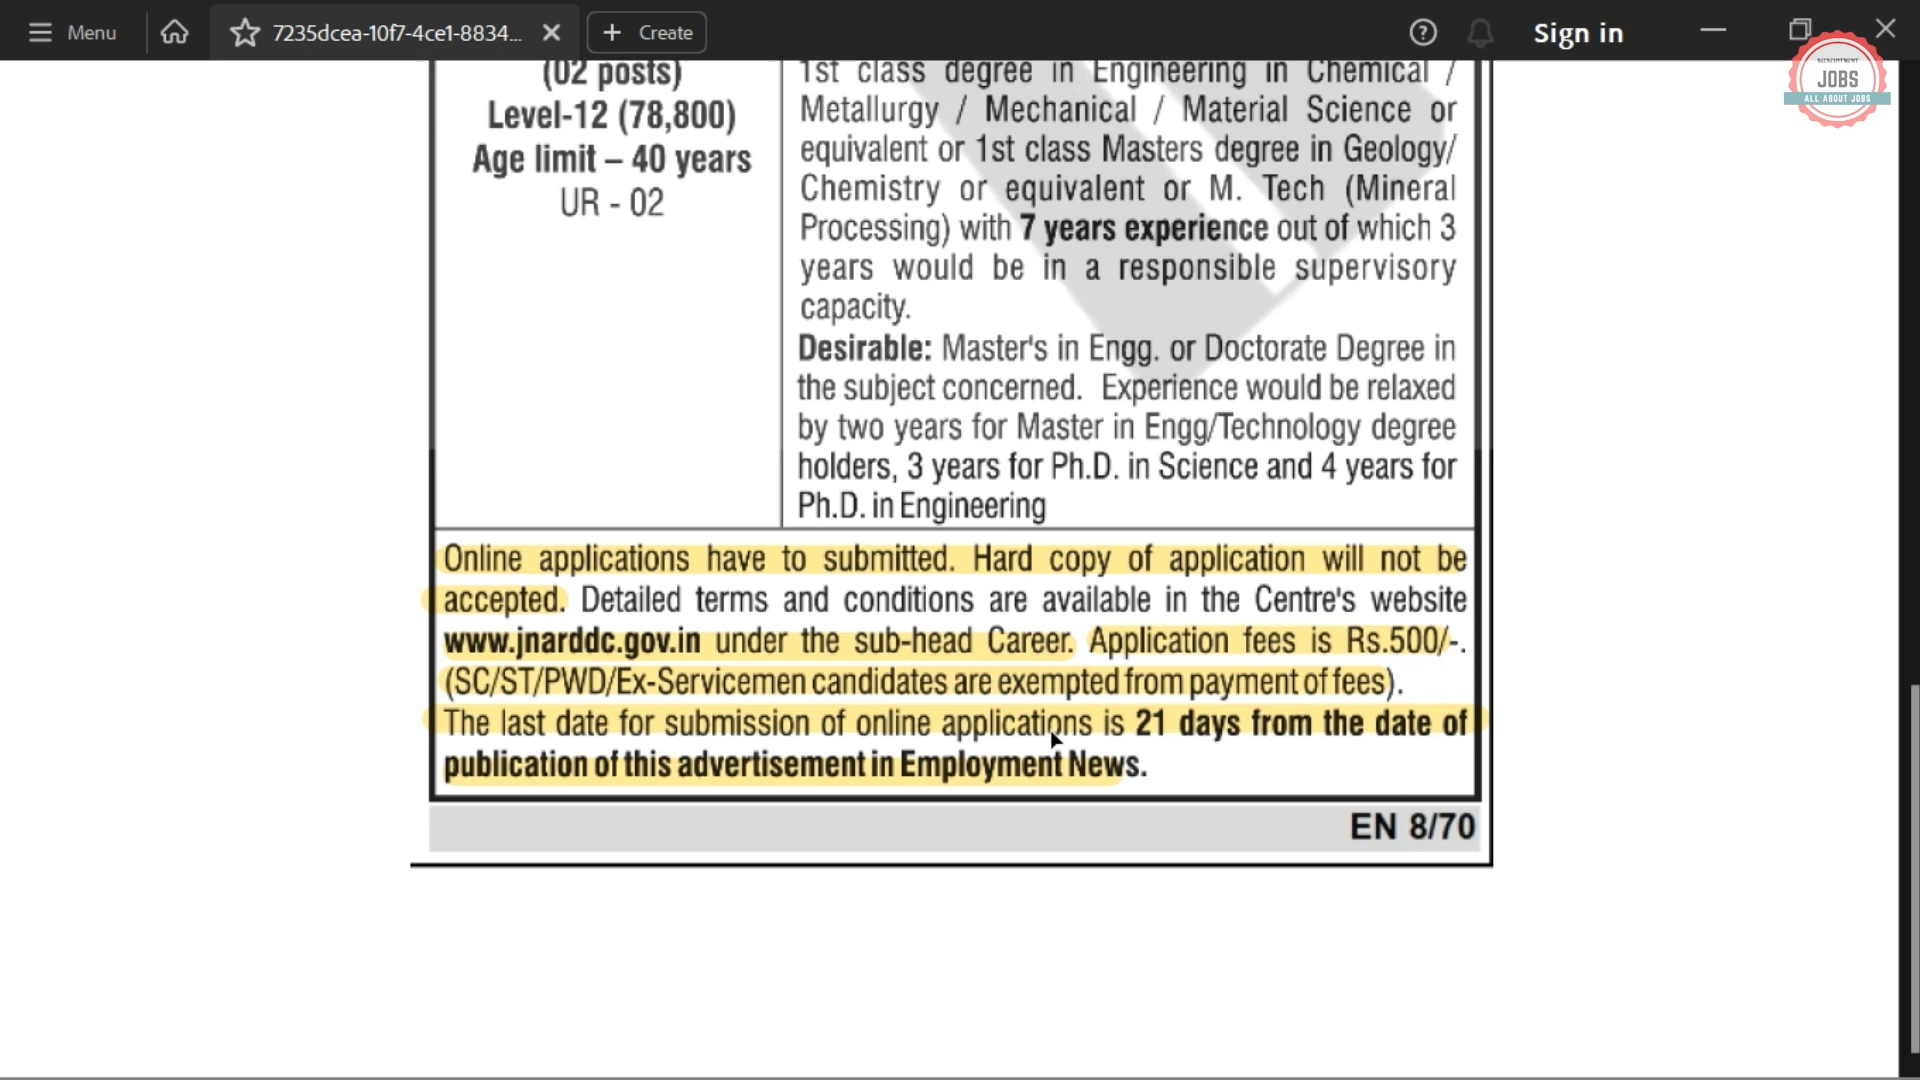 Menu
7235dcea-10f7-4ce1-8834...
Create
Sign in
RECRUITMENT
JOBS
ALL ABOUT JOBS
(02 posts)
Level-12 (78,800)
Age limit – 40 years
UR - 02
1st class degree in Engineering in Chemical /
Metallurgy / Mechanical / Material Science or
equivalent or 1st class Masters degree in Geology/
Chemistry or equivalent or M. Tech (Mineral
Processing) with 7 years experience out of which 3
years would be in a responsible supervisory
capacity.
Desirable: Master's in Engg. or Doctorate Degree in
the subject concerned. Experience would be relaxed
by two years for Master in Engg/Technology degree
holders, 3 years for Ph.D. in Science and 4 years for
Ph.D. in Engineering
Online applications have to submitted. Hard copy of application will not be
accepted. Detailed terms and conditions are available in the Centre's website
www.jnarddc.gov.in under the sub-head Career. Application fees is Rs.500/-.
(SC/ST/PWD/Ex-Servicemen candidates are exempted from payment of fees).
The last date for submission of online applications is 21 days from the date of
publication of this advertisement in Employment News.
EN 8/70